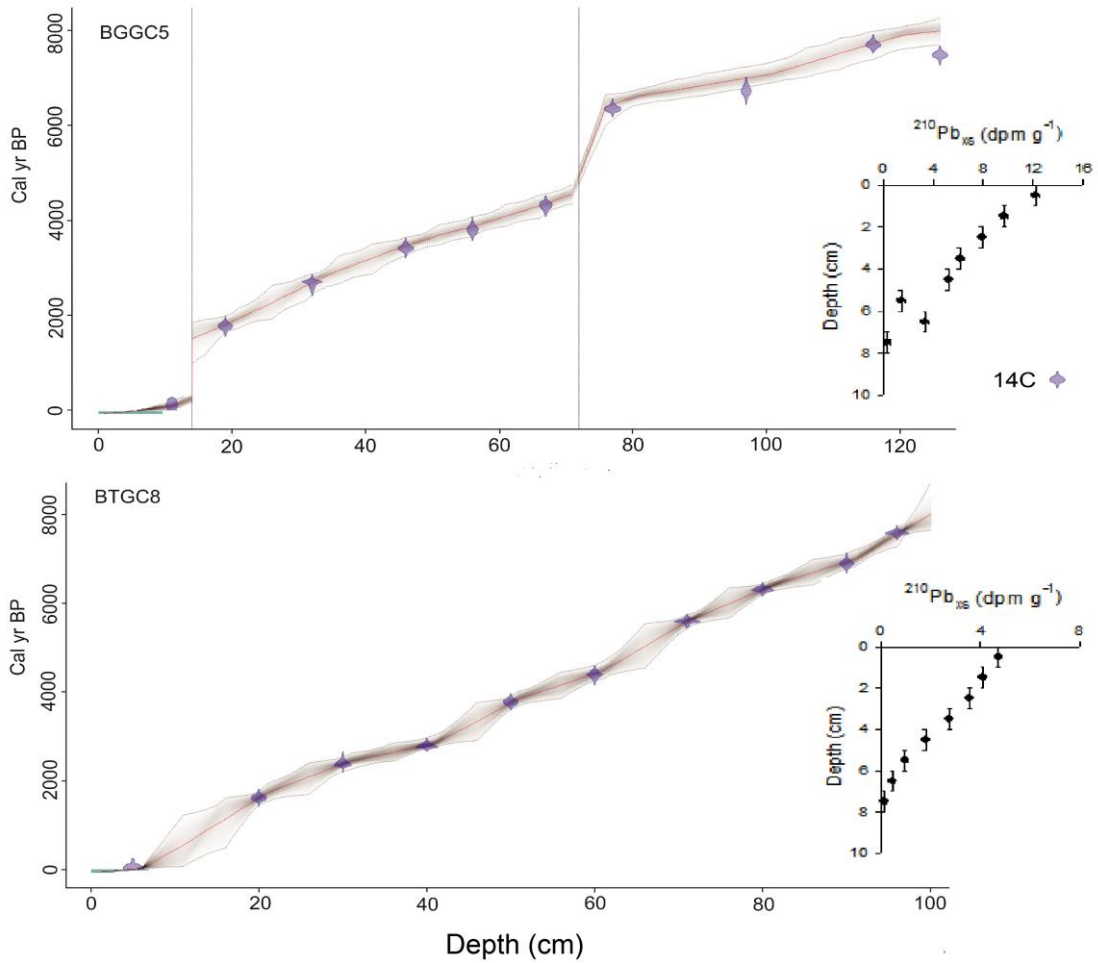 BGGC5
Cal yr BP
8000
6000
4000
2000
0
0 20 40 60 80 100 120
²¹⁰Pbₓₛ (dpm g⁻¹)
0 4 8 12 16
Depth (cm)
0
2
4
6
8
10
14C
BTGC8
Cal yr BP
8000
6000
4000
2000
0
0 20 40 60 80 100
²¹⁰Pbₓₛ (dpm g⁻¹)
0 4 8
Depth (cm)
0
2
4
6
8
10
Depth (cm)